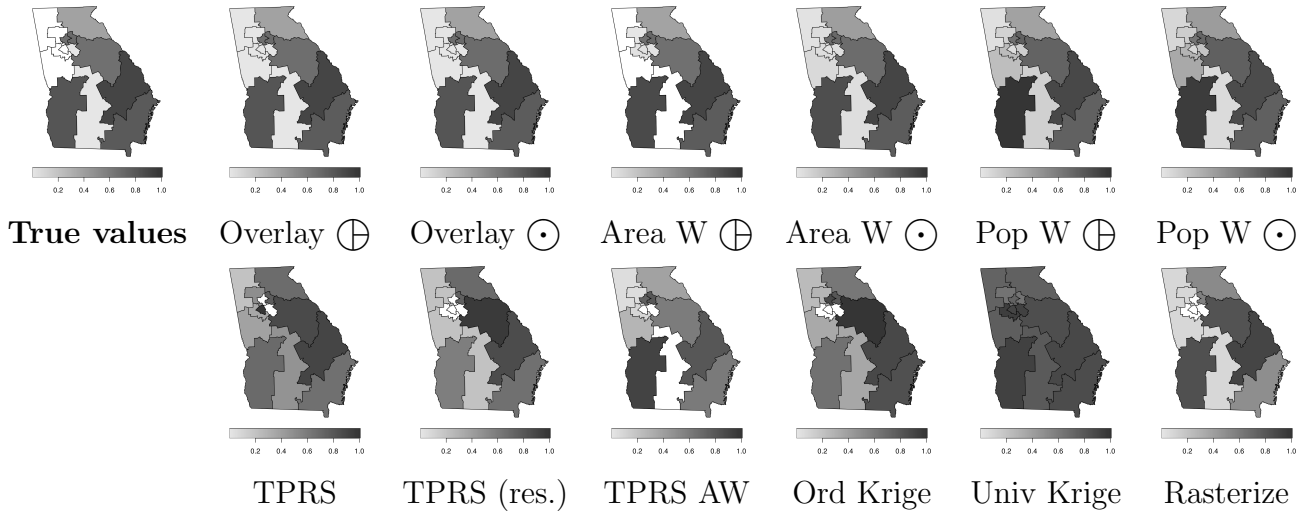 0.2 0.4 0.6 0.8 1.0 0.2 0.4 0.6 0.8 1.0 0.2 0.4 0.6 0.8 1.0 0.2 0.4 0.6 0.8 1.0 0.2 0.4 0.6 0.8 1.0 0.2 0.4 0.6 0.8 1.0 0.2 0.4 0.6 0.8 1.0
True values Overlay Overlay ⊙ Area W Area W ⊙ Pop W Pop W ⊙
0.2 0.4 0.6 0.8 1.0 0.2 0.4 0.6 0.8 1.0 0.2 0.4 0.6 0.8 1.0 0.2 0.4 0.6 0.8 1.0 0.2 0.4 0.6 0.8 1.0 0.2 0.4 0.6 0.8 1.0
TPRS TPRS (res.) TPRS AW Ord Krige Univ Krige Rasterize